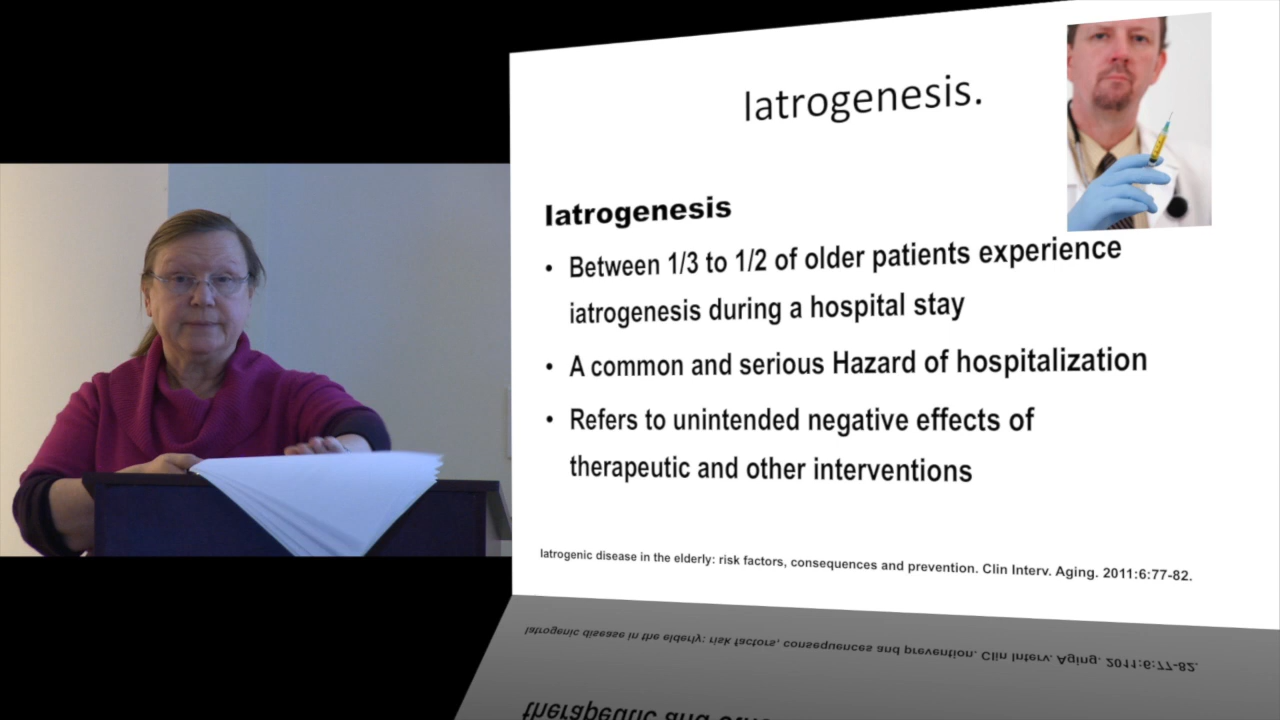 Iatrogenesis.
Iatrogenesis
• Between 1/3 to 1/2 of older patients experience
iatrogenesis during a hospital stay
• A common and serious Hazard of hospitalization
• Refers to unintended negative effects of
therapeutic and other interventions
Iatrogenic disease in the elderly: risk factors, consequences and prevention. Clin Interv. Aging. 2011:6:77-82.